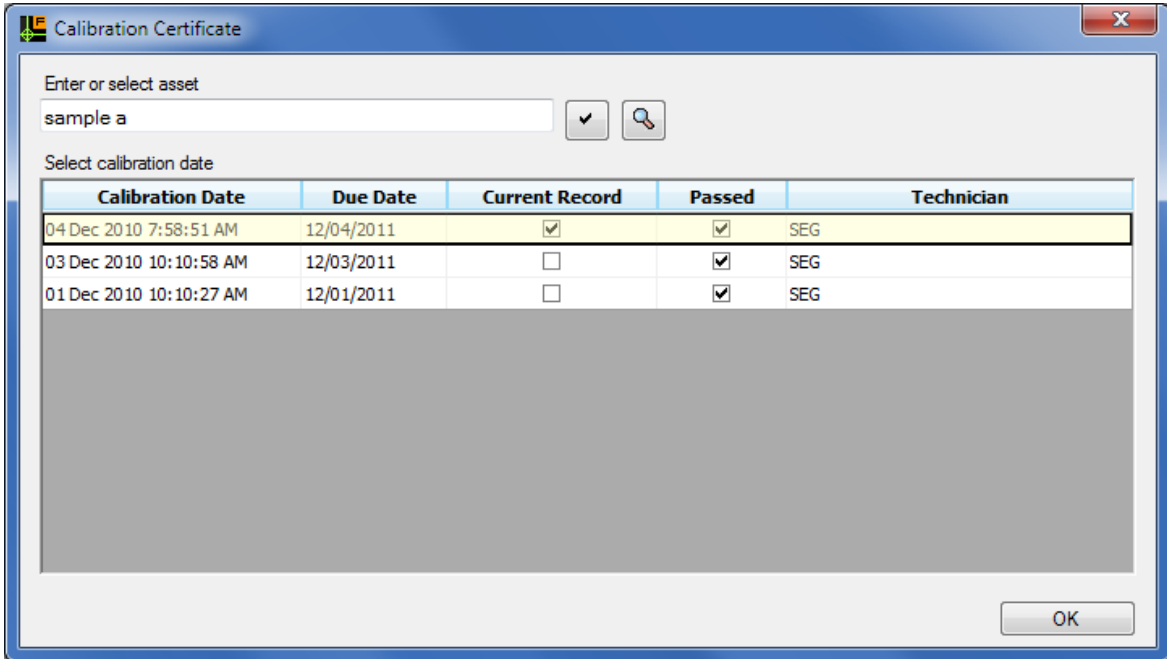 F
Calibration Certificate
X
Enter or select asset
sample a
Select calibration date
Calibration Date Due Date Current Record Passed Technician
04 Dec 2010 7:58:51 AM 12/04/2011 SEG
03 Dec 2010 10:10:58 AM 12/03/2011 SEG
01 Dec 2010 10:10:27 AM 12/01/2011 SEG
OK